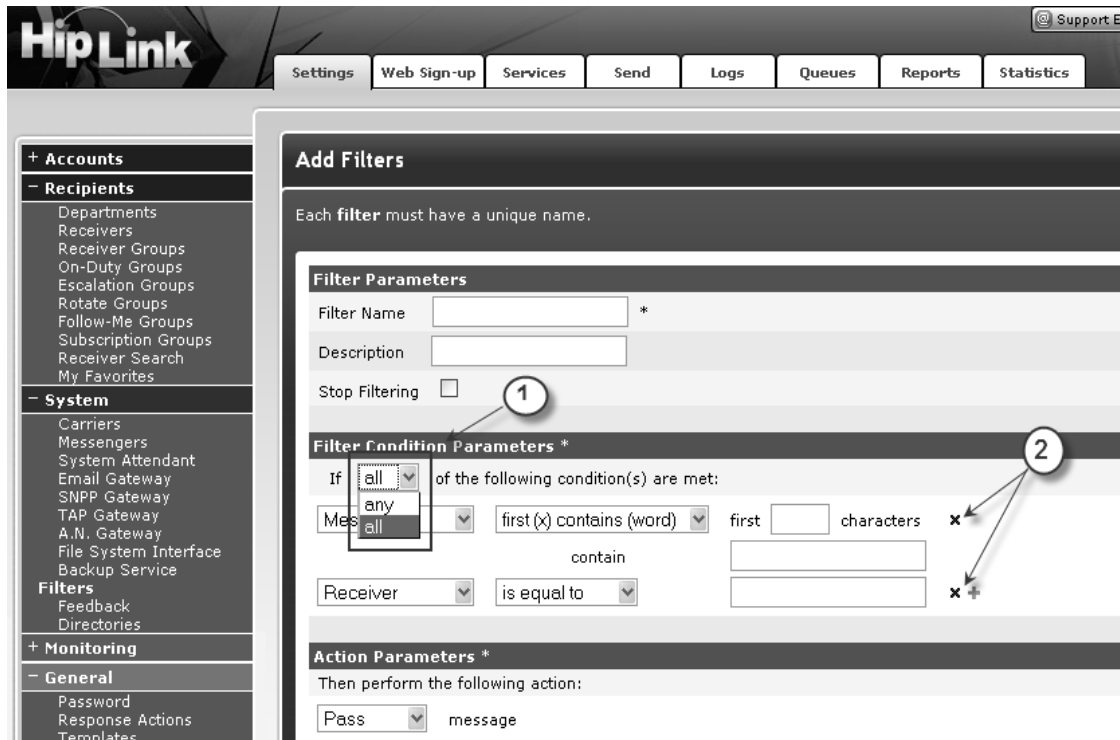 HipLink
Support E
Settings Web Sign-up Services Send Logs Queues Reports Statistics
+ Accounts
− Recipients
Departments
Receivers
Receiver Groups
On-Duty Groups
Escalation Groups
Rotate Groups
Follow-Me Groups
Subscription Groups
Receiver Search
My Favorites
− System
Carriers
Messengers
System Attendant
Email Gateway
SNPP Gateway
TAP Gateway
A.N. Gateway
File System Interface
Backup Service
Filters
Feedback
Directories
+ Monitoring
− General
Password
Response Actions
Templates
Add Filters
Each filter must have a unique name.
Filter Parameters
Filter Name *
Description
Stop Filtering
1
Filter Condition Parameters *
2
If all of the following condition(s) are met:
any
all
Mes first (x) contains (word) first characters x
contain
Receiver is equal to x +
Action Parameters *
Then perform the following action:
Pass message